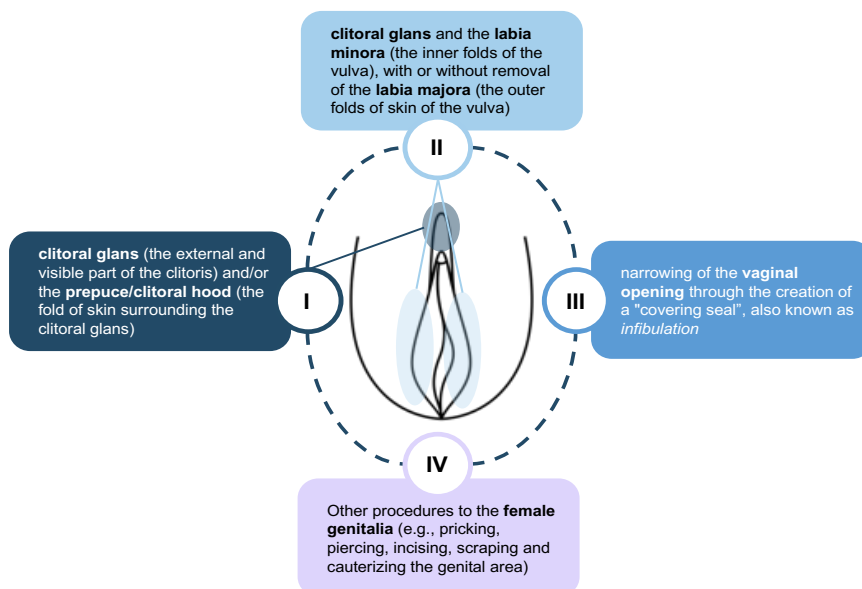 clitoral glans and the labia
minora (the inner folds of the
vulva), with or without removal
of the labia majora (the outer
folds of skin of the vulva)
II
clitoral glans (the external and
visible part of the clitoris) and/or
the prepuce/clitoral hood (the
fold of skin surrounding the
clitoral glans)
I
III
narrowing of the vaginal
opening through the creation of
a "covering seal”, also known as
infibulation
IV
Other procedures to the female
genitalia (e.g., pricking,
piercing, incising, scraping and
cauterizing the genital area)